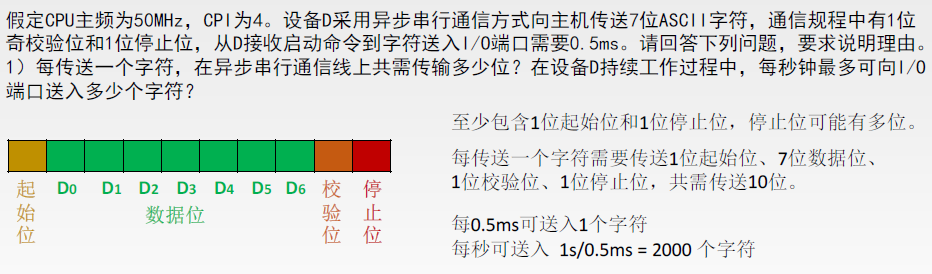 假定CPU主频为50MHz，CPI为4。设备D采用异步串行通信方式向主机传送7位ASCII字符，通信规程中有1位
奇校验位和1位停止位，从D接收启动命令到字符送入I/O端口需要0.5ms。请回答下列问题，要求说明理由。
1）每传送一个字符，在异步串行通信线上共需传输多少位？在设备D持续工作过程中，每秒钟最多可向I/O
端口送入多少个字符？
至少包含1位起始位和1位停止位，停止位可能有多位。
每传送一个字符需要传送1位起始位、7位数据位、
1位校验位、1位停止位，共需传送10位。
起始位 D0 D1 D2 D3 D4 D5 D6 校验位 停止位
数据位
每0.5ms可送入1个字符
每秒可送入 1s/0.5ms = 2000 个字符